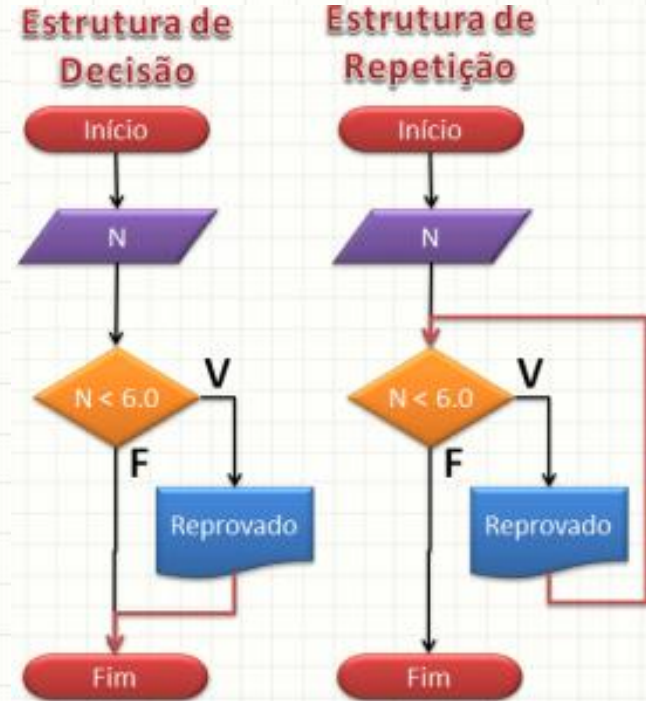 Estrutura de
Decisão
Início
N
N < 6.0
V
F
Reprovado
Fim
Estrutura de
Repetição
Início
N
N < 6.0
V
F
Reprovado
Fim